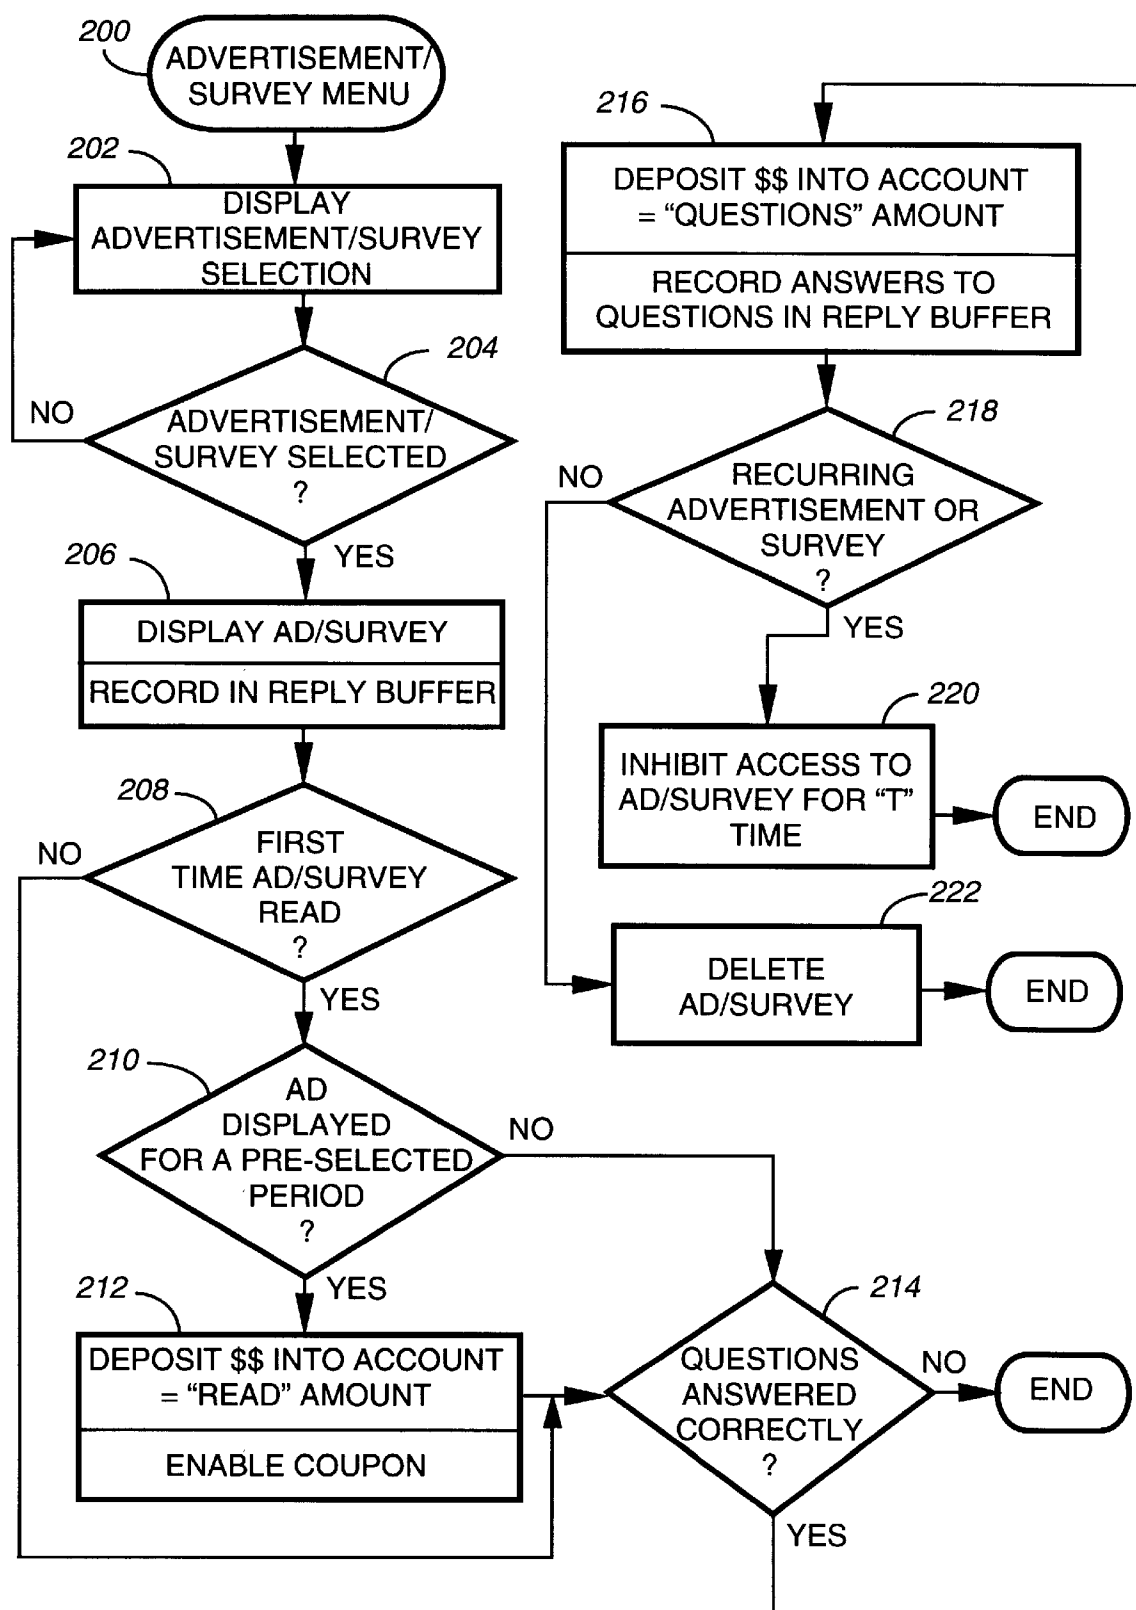 200
ADVERTISEMENT/
SURVEY MENU
202
DISPLAY
ADVERTISEMENT/SURVEY
SELECTION
204
NO
ADVERTISEMENT/
SURVEY SELECTED
?
YES
206
DISPLAY AD/SURVEY
RECORD IN REPLY BUFFER
208
NO
FIRST
TIME AD/SURVEY
READ
?
YES
210
AD
DISPLAYED
FOR A PRE-SELECTED
PERIOD
?
NO
YES
212
DEPOSIT $$ INTO ACCOUNT
= “READ” AMOUNT
ENABLE COUPON
214
QUESTIONS
ANSWERED
CORRECTLY
?
NO
END
YES
216
DEPOSIT $$ INTO ACCOUNT
= “QUESTIONS” AMOUNT
RECORD ANSWERS TO
QUESTIONS IN REPLY BUFFER
218
NO
RECURRING
ADVERTISEMENT OR
SURVEY
?
YES
220
INHIBIT ACCESS TO
AD/SURVEY FOR “T”
TIME
END
222
DELETE
AD/SURVEY
END